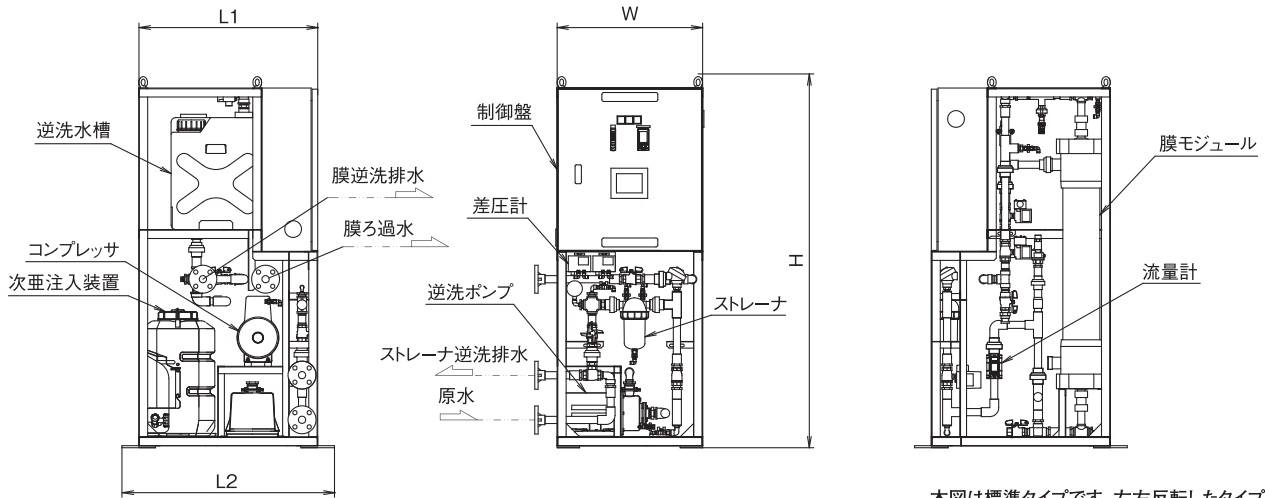 L1
W
H
逆洗水槽
膜逆洗排水
膜ろ過水
コンプレッサ
次亜注入装置
L2
制御盤
差圧計
逆洗ポンプ
ストレーナ
ストレーナ逆洗排水
原水
膜モジュール
流量計
本図は標準タイプです。左右反転したタイプ